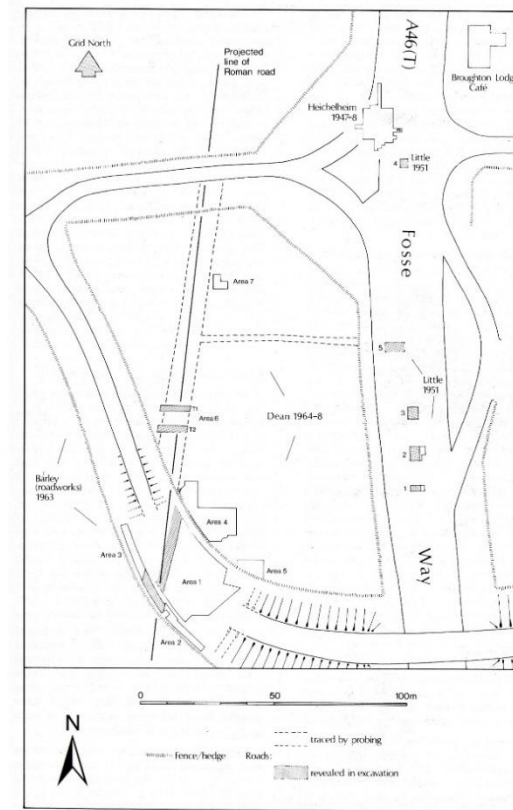 Grid North
Projected
line of
Roman road
A46(T)
Broughton Lodge
Café
Heichelheim
1947-8
4
Little
1951
Fosse
Area 7
5
Little
1951
T1
Area 6
T2
Dean 1964-8
3
2
1
Barley
(roadworks)
1963
Area 4
Way
Area 3
Area 5
Area 1
Area 2
0
50
100m
N
fence/hedge
Roads:
traced by probing
revealed in excavation